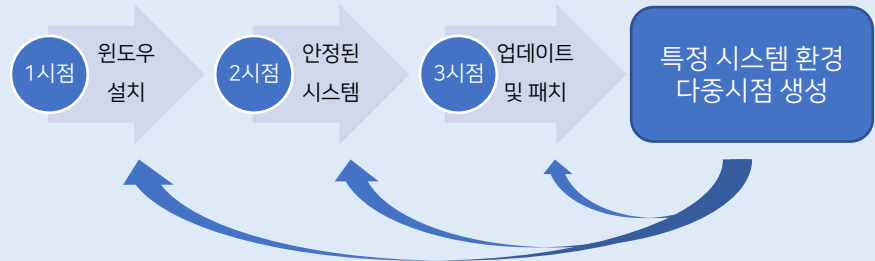 1시점
윈도우
설치
2시점
안정된
시스템
3시점
업데이트
및 패치
특정 시스템 환경
다중시점 생성